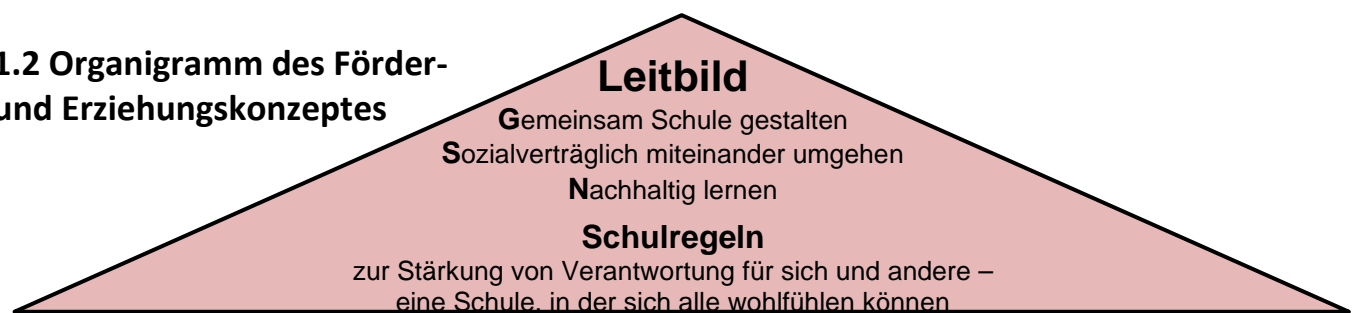 1.2 Organigramm des Förder-
und Erziehungskonzeptes
Leitbild
Gemeinsam Schule gestalten
Sozialverträglich miteinander umgehen
Nachhaltig lernen
Schulregeln
zur Stärkung von Verantwortung für sich und andere –
eine Schule, in der sich alle wohlfühlen können